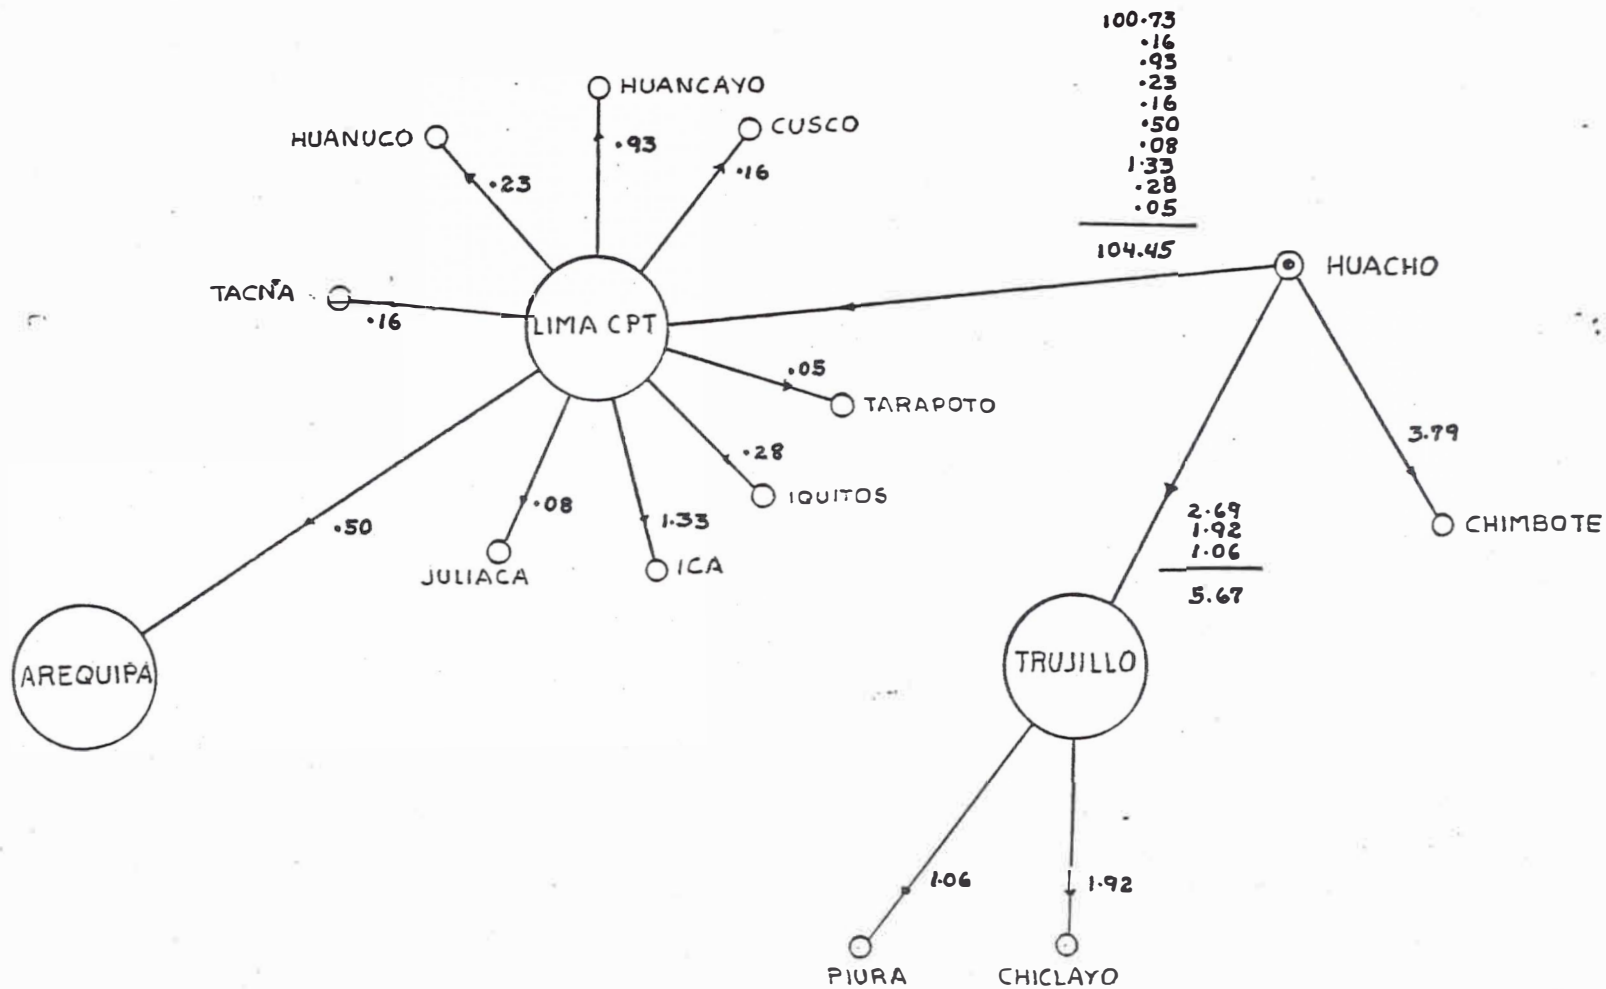 100.73
.16
.93
.23
.16
.50
.08
1.33
.28
.05
104.45
HUANCAYO
HUANUCO
CUSCO
.93
.23
.16
TACÑA
.16
LIMA CPT
HUACHO
.05
TARAPOTO
.28
IQUITOS
.08
JULIACA
1.33
ICA
.50
AREQUIPA
3.79
CHIMBOTE
2.69
1.92
1.06
5.67
TRUJILLO
1.06
1.92
PIURA
CHICLAYO